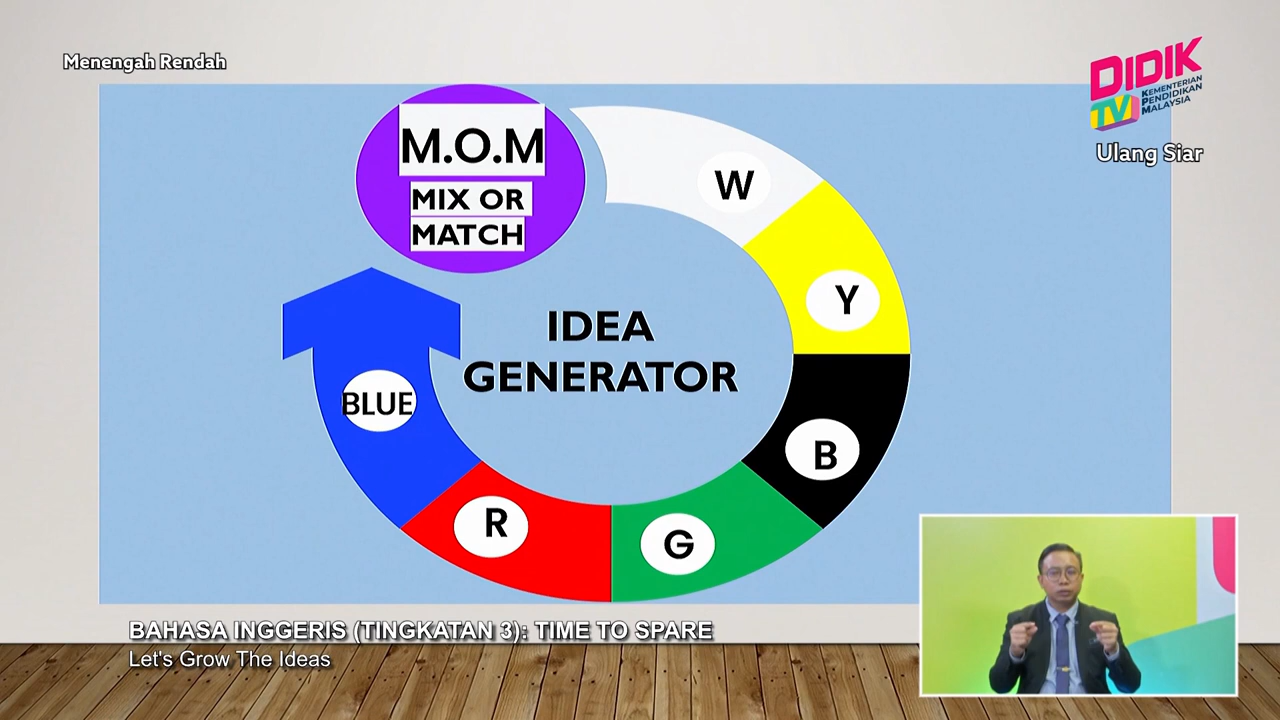 Menengah Rendah
DIDIK
TV
KEMENTERIAN
PENDIDIKAN
MALAYSIA
Ulang Siar
M.O.M
MIX OR
MATCH
W
Y
IDEA
GENERATOR
BLUE
B
R
G
BAHASA INGGERIS (TINGKATAN 3): TIME TO SPARE
Let's Grow The Ideas